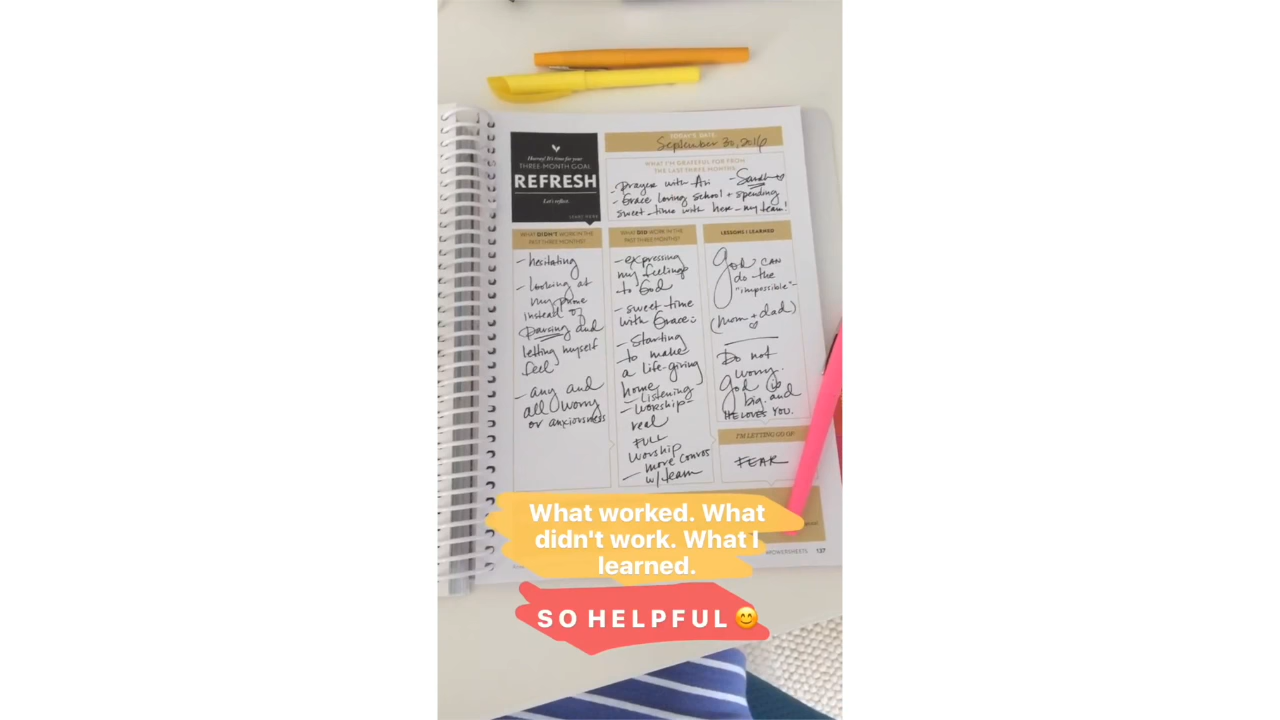 TODAY'S DATE:
September 30, 2016
Hooray! It's time for your
THREE-MONTH GOAL
REFRESH
Let's reflect.
START HERE
WHAT I'M GRATEFUL FOR FROM
THE LAST THREE MONTHS:
- Prayer with Ari - Sarah
- Grace loving school + spending
sweet time with her - my team!
WHAT DIDN'T WORK IN THE
PAST THREE MONTHS?
- hesitating
- looking at
my phone
instead of
and
letting myself
feel
- any and
all worry
or anxiousness
WHAT DID WORK IN THE
PAST THREE MONTHS?
- expressing
my feelings
to God
- sweet time
with Grace
- Starting
to make
a life-giving
home
- listening
- worship -
real
FULL
worship
- more convos
w/ team
LESSONS I LEARNED
God CAN
do the
"impossible" -
(Mom + dad)
Do not
worry.
God is
big. and
HE LOVES YOU.
I'M LETTING GO OF:
FEAR
POWERSHEETS 137
What worked. What
didn't work. What I
learned.
SO HELPFUL 😊